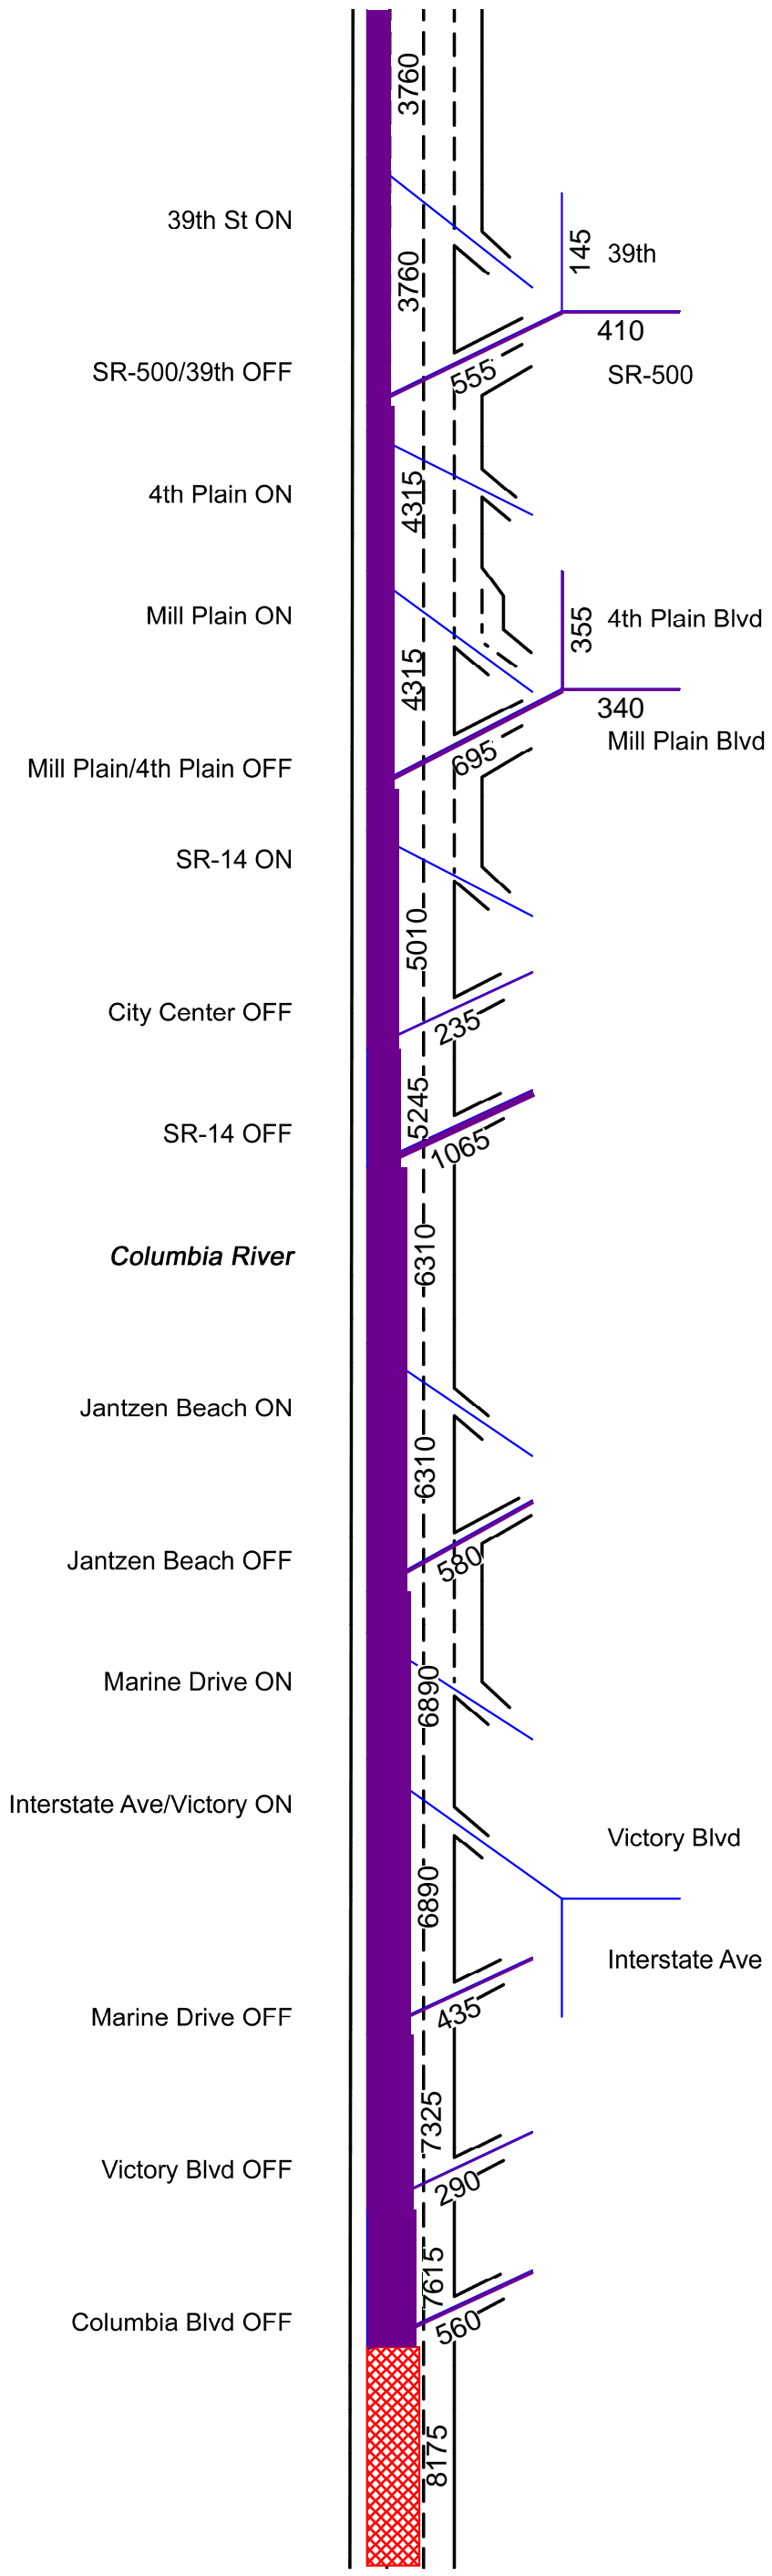 3760
39th St ON
145
39th
3760
410
SR-500/39th OFF
555
SR-500
4th Plain ON
4315
Mill Plain ON
355
4th Plain Blvd
4315
340
Mill Plain Blvd
Mill Plain/4th Plain OFF
695
SR-14 ON
5010
City Center OFF
235
5245
SR-14 OFF
1065
Columbia River
6310
Jantzen Beach ON
6310
Jantzen Beach OFF
580
Marine Drive ON
6890
Interstate Ave/Victory ON
Victory Blvd
6890
Interstate Ave
Marine Drive OFF
435
7325
Victory Blvd OFF
290
7615
Columbia Blvd OFF
560
8175